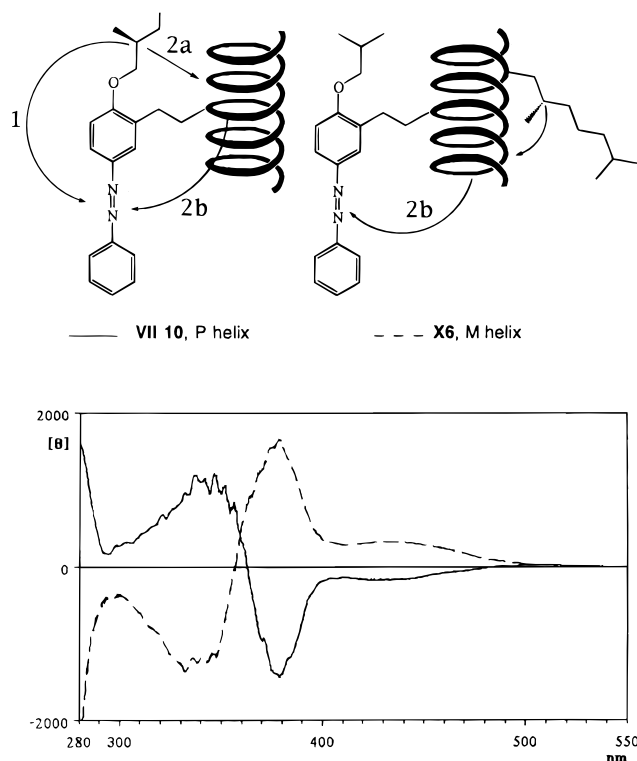 2a
O
1
N
N
2b
O
2b
N
N
VII 10, P helix
X6, M helix
2000
[θ]
0
-2000
280 300 400 500 550
nm